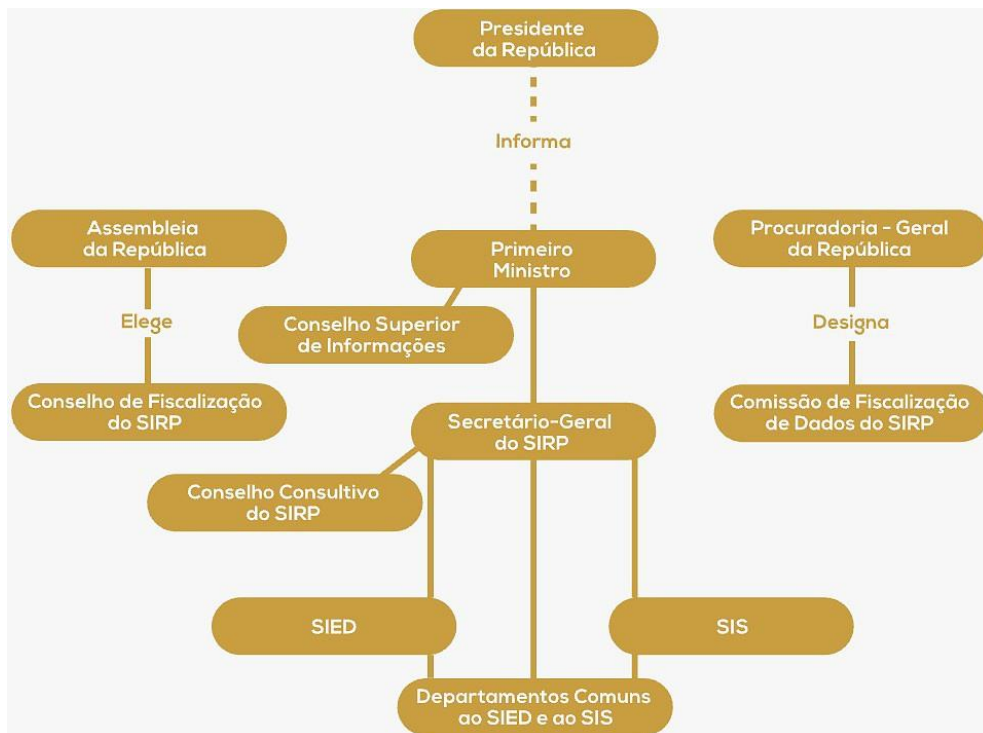 Presidente
da República
Informa
Assembleia
da República
Primeiro
Ministro
Procuradoria - Geral
da República
Elege
Conselho Superior
de Informações
Designa
Conselho de Fiscalização
do SIRP
Secretário-Geral
do SIRP
Comissão de Fiscalização
de Dados do SIRP
Conselho Consultivo
do SIRP
SIED
SIS
Departamentos Comuns
ao SIED e ao SIS